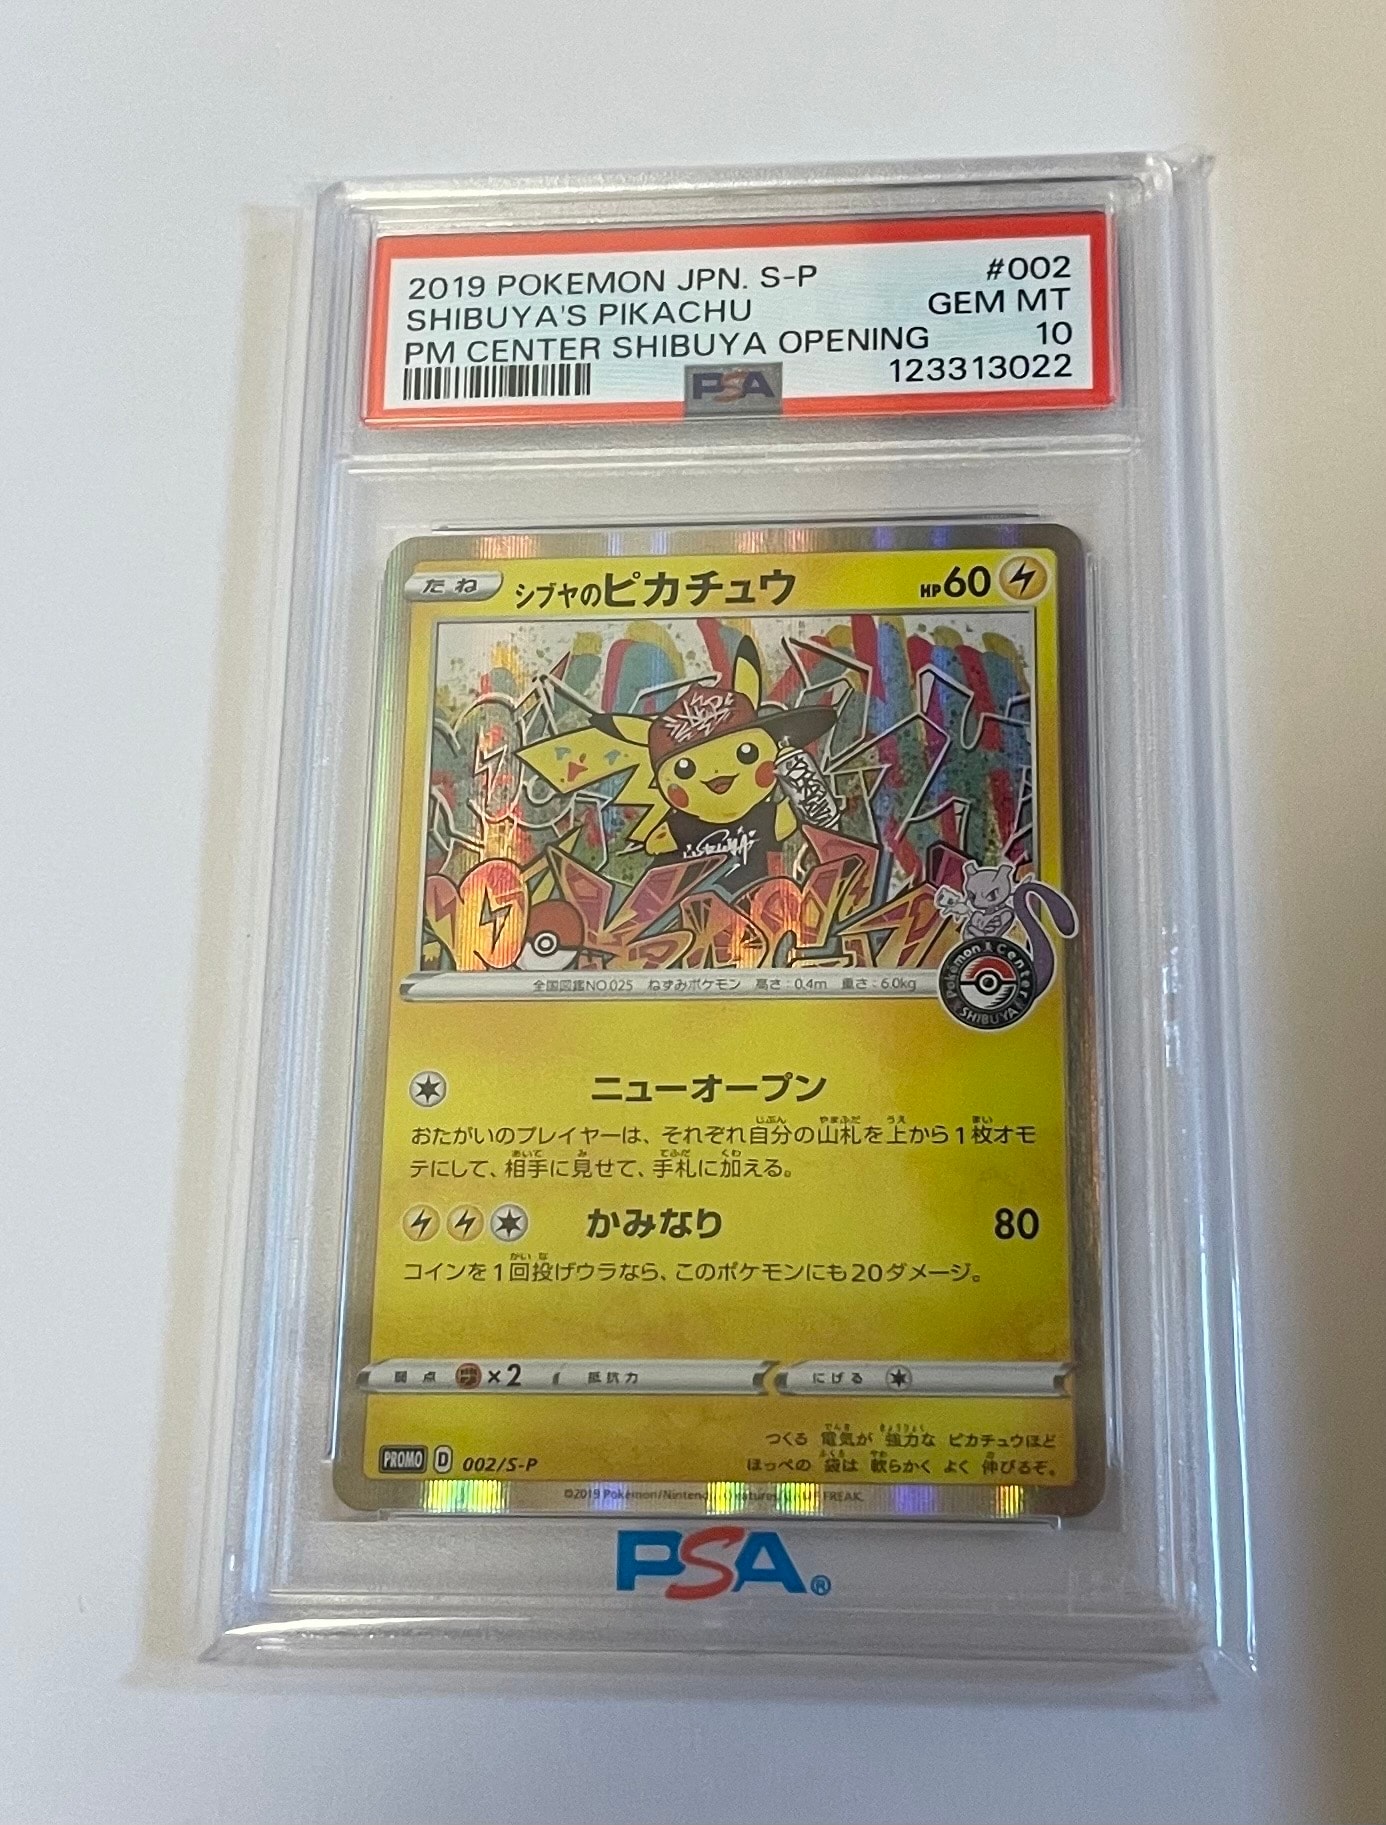 2019 POKEMON JPN. S-P #002
SHIBUYA'S PIKACHU GEM MT
PM CENTER SHIBUYA OPENING 10
PSA 123313022
たね シブヤのピカチュウ HP60
全国図鑑NO.025 ねずみポケモン 高さ：0.4m 重さ：6.0kg
Pokémon Center
SHIBUYA
ニューオープン
おたがいのプレイヤーは、それぞれ自分の山札を上から1枚オモ
テにして、相手に見せて、手札に加える。
かみなり 80
コインを1回投げウラなら、このポケモンにも20ダメージ。
弱点 ×2 抵抗力 にげる
つくる 電気が 強力な ピカチュウほど
ほっぺの 袋は 軟らかく よく 伸びるぞ。
PROMO D 002/S-P
©2019 Pokémon/Nintendo/Creatures/GAME FREAK.
PSA®